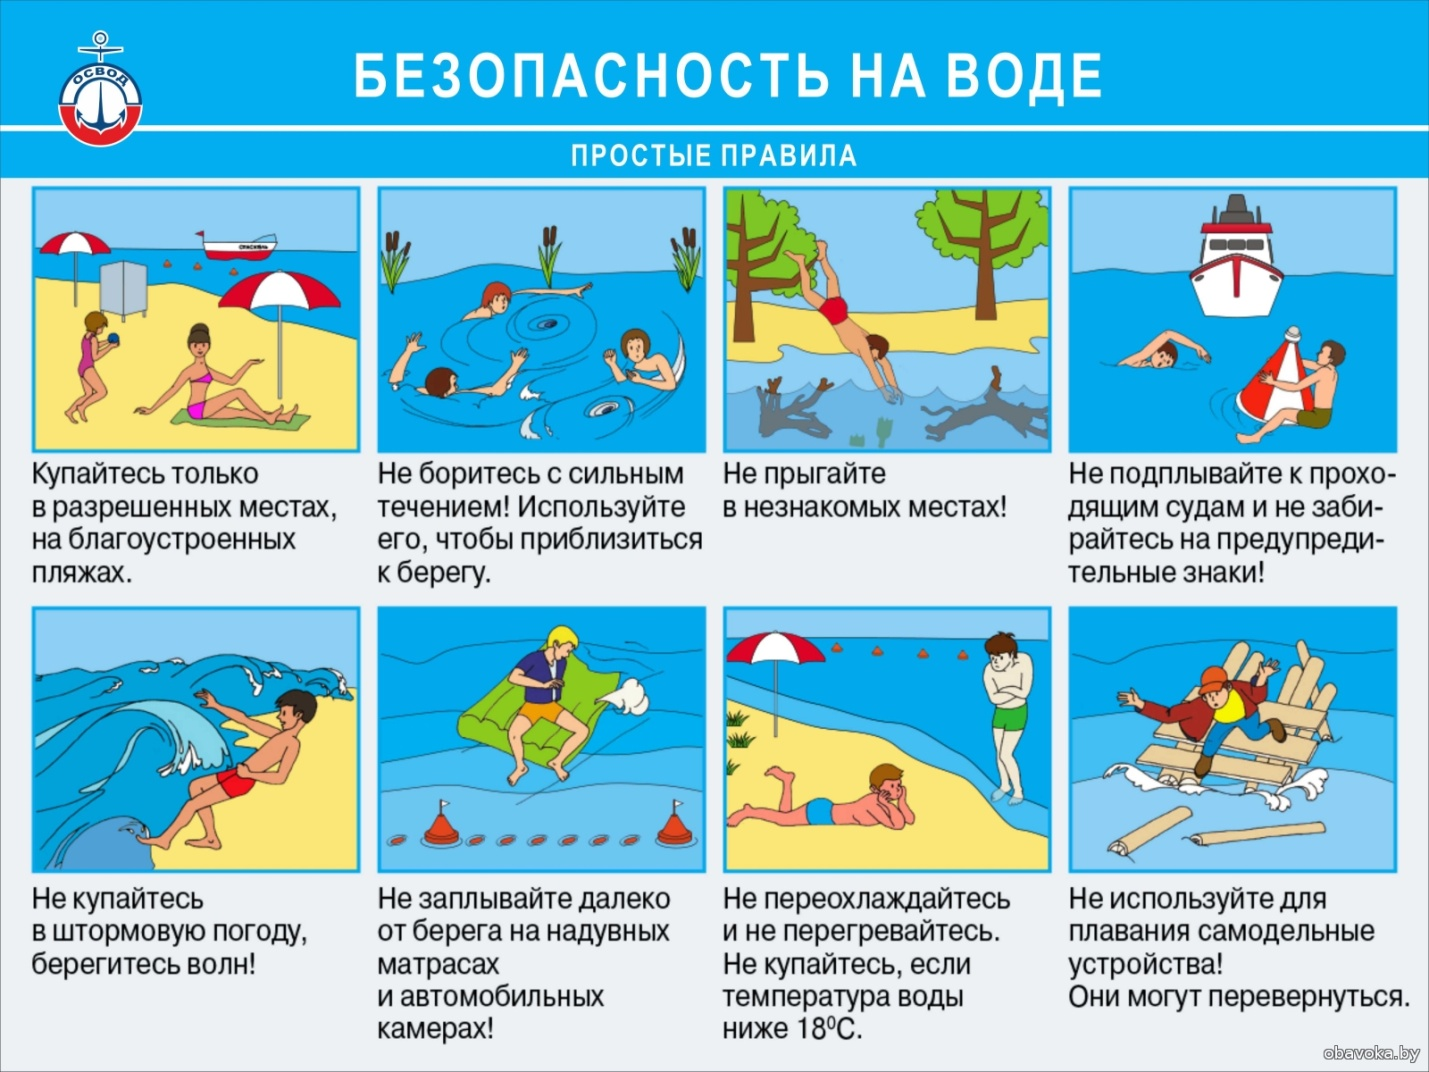 ОСВОД
БЕЗОПАСНОСТЬ НА ВОДЕ
ПРОСТЫЕ ПРАВИЛА
СПАСАТЕЛЬ
Купайтесь только
в разрешенных местах,
на благоустроенных
пляжах.
Не боритесь с сильным
течением! Используйте
его, чтобы приблизиться
к берегу.
Не прыгайте
в незнакомых местах!
Не подплывайте к прохо-
дящим судам и не заби-
райтесь на предупреди-
тельные знаки!
Не купайтесь
в штормовую погоду,
берегитесь волн!
Не заплывайте далеко
от берега на надувных
матрасах
и автомобильных
камерах!
Не переохлаждайтесь
и не перегревайтесь.
Не купайтесь, если
температура воды
ниже 18⁰С.
Не используйте для
плавания самодельные
устройства!
Они могут перевернуться.
obavoka.by